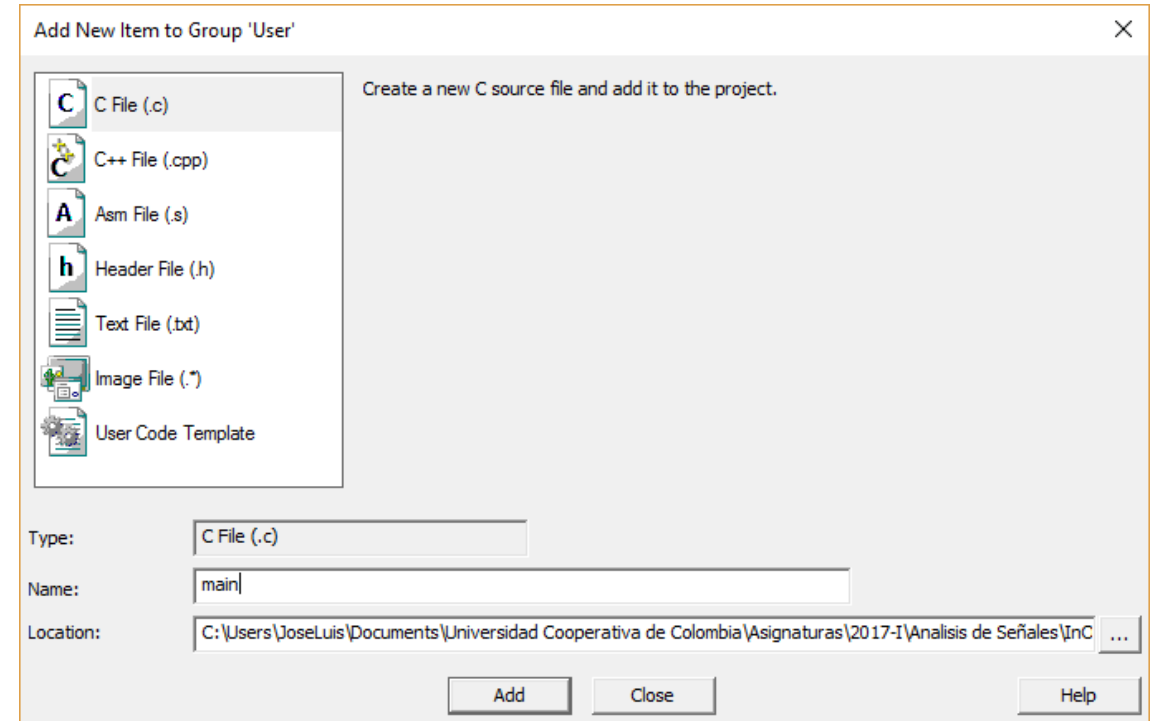 Add New Item to Group 'User'
C File (.c)
Create a new C source file and add it to the project.
C++ File (.cpp)
Asm File (.s)
Header File (.h)
Text File (.txt)
Image File (.*)
User Code Template
Type:
C File (.c)
Name:
main
Location:
C:\Users\JoseLuis\Documents\Universidad Cooperativa de Colombia\Asignaturas\2017-I\Analisis de Señales\InC
...
Add
Close
Help